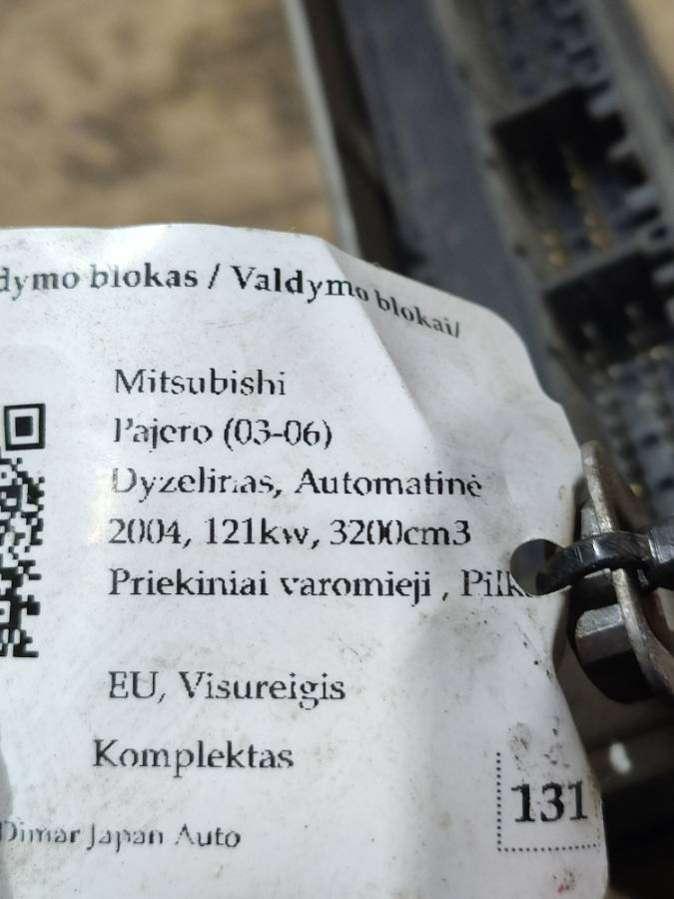 dymo blokas / Valdymo blokai/
Mitsubishi
Pajero (03-06)
Dyzelinas, Automatinė
2004, 121kw, 3200cm3
Priekiniai varomieji , Pilk
EU, Visureigis
Komplektas
131
Dimar Japan Auto